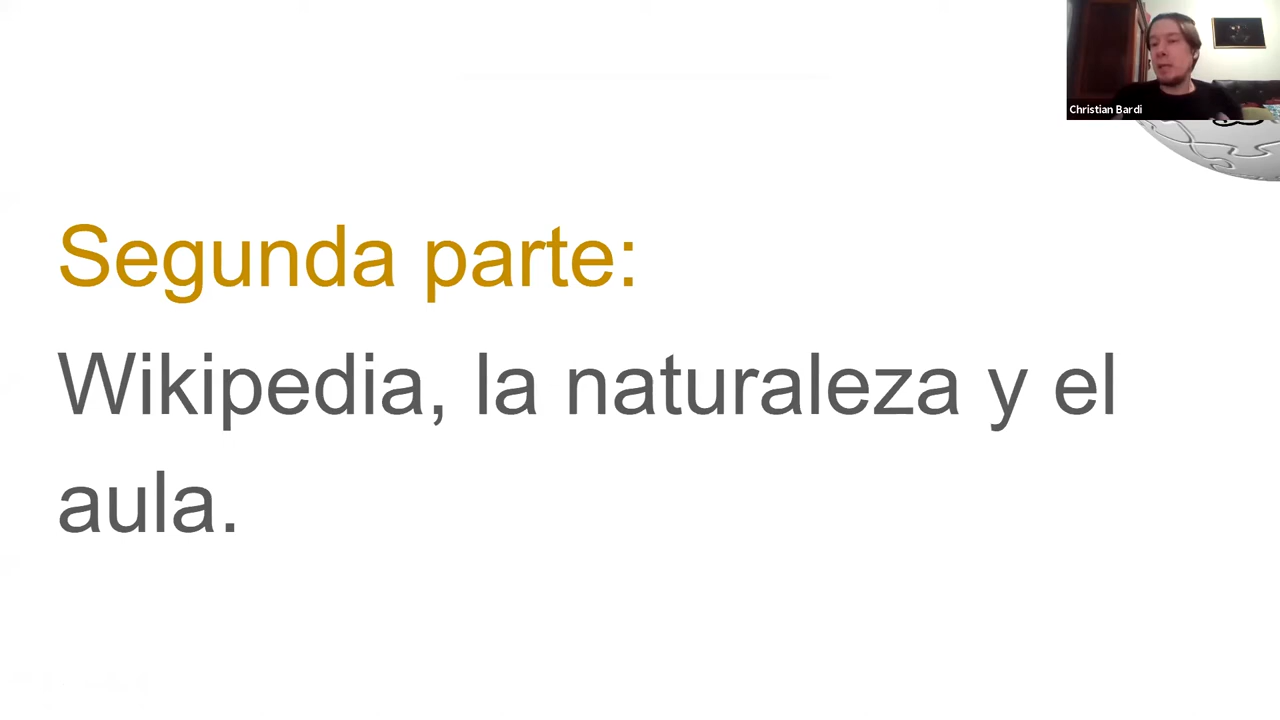 Christian Bardi
Segunda parte:
Wikipedia, la naturaleza y el
aula.